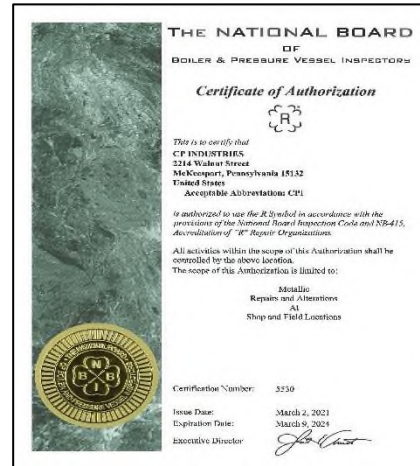 THE NATIONAL BOARD
OF
BOILER & PRESSURE VESSEL INSPECTORS
Certificate of Authorization
R
This is to certify that
CP INDUSTRIES
2214 Walnut Street
McKeesport, Pennsylvania 15132
United States
Acceptable Abbreviation: CPI
is authorized to use the R Symbol in accordance with the
provisions of the National Board Inspection Code and NB-415,
Accreditation of "R" Repair Organizations.
All activities within the scope of this Authorization shall be
controlled by the above location.
The scope of this Authorization is limited to:
Metallic
Repairs and Alterations
At
Shop and Field Locations
N
B B
I
Certification Number: 5530
Issue Date: March 2, 2021
Expiration Date: March 9, 2024
Executive Director